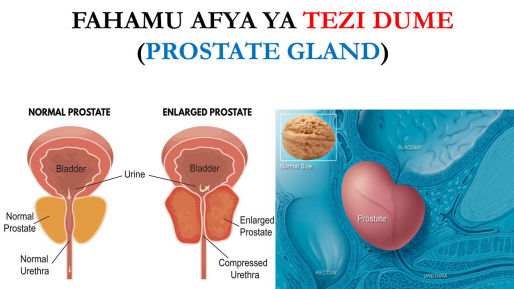 FAHAMU AFYA YA TEZI DUME
(PROSTATE GLAND)
NORMAL PROSTATE
ENLARGED PROSTATE
Bladder
Urine
Bladder
Normal
Prostate
Enlarged
Prostate
Normal
Urethra
Compressed
Urethra
Normal Size
BLADDER
Prostate
RECTUM
URETHRA